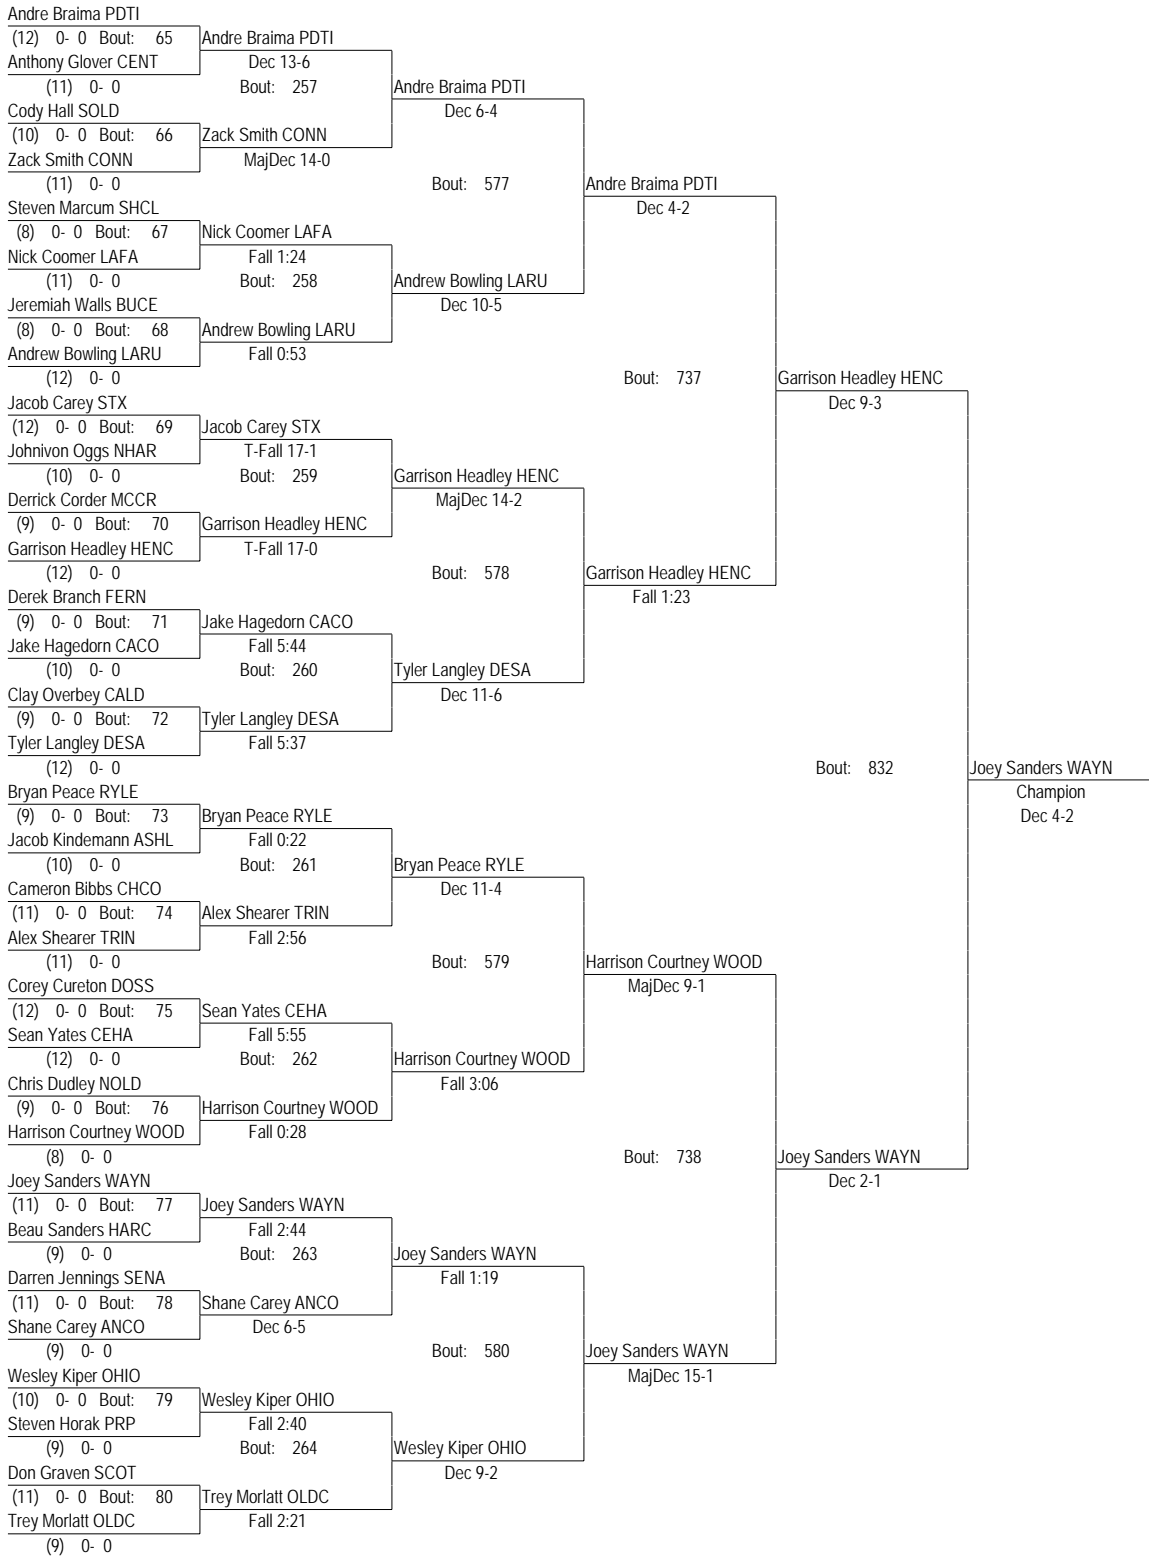 Andre Braima PDTI
(12) 0- 0 Bout: 65 Andre Braima PDTI
Anthony Glover CENT Dec 13-6
(11) 0- 0 Bout: 257 Andre Braima PDTI
Cody Hall SOLD Dec 6-4
(10) 0- 0 Bout: 66 Zack Smith CONN
Zack Smith CONN MajDec 14-0
(11) 0- 0 Bout: 577 Andre Braima PDTI
Steven Marcum SHCL Dec 4-2
(8) 0- 0 Bout: 67 Nick Coomer LAFA
Nick Coomer LAFA Fall 1:24
(11) 0- 0 Bout: 258 Andrew Bowling LARU
Jeremiah Walls BUCE Dec 10-5
(8) 0- 0 Bout: 68 Andrew Bowling LARU
Andrew Bowling LARU Fall 0:53
(12) 0- 0 Bout: 737 Garrison Headley HENC
Jacob Carey STX Dec 9-3
(12) 0- 0 Bout: 69 Jacob Carey STX
Johnivon Oggs NHAR T-Fall 17-1
(10) 0- 0 Bout: 259 Garrison Headley HENC
Derrick Corder MCCR MajDec 14-2
(9) 0- 0 Bout: 70 Garrison Headley HENC
Garrison Headley HENC T-Fall 17-0
(12) 0- 0 Bout: 578 Garrison Headley HENC
Derek Branch FERN Fall 1:23
(9) 0- 0 Bout: 71 Jake Hagedorn CACO
Jake Hagedorn CACO Fall 5:44
(10) 0- 0 Bout: 260 Tyler Langley DESA
Clay Overbey CALD Dec 11-6
(9) 0- 0 Bout: 72 Tyler Langley DESA
Tyler Langley DESA Fall 5:37
(12) 0- 0 Bout: 832 Joey Sanders WAYN
Bryan Peace RYLE Champion
(9) 0- 0 Bout: 73 Bryan Peace RYLE Dec 4-2
Jacob Kindemann ASHL Fall 0:22
(10) 0- 0 Bout: 261 Bryan Peace RYLE
Cameron Bibbs CHCO Dec 11-4
(11) 0- 0 Bout: 74 Alex Shearer TRIN
Alex Shearer TRIN Fall 2:56
(11) 0- 0 Bout: 579 Harrison Courtney WOOD
Corey Cureton DOSS MajDec 9-1
(12) 0- 0 Bout: 75 Sean Yates CEHA
Sean Yates CEHA Fall 5:55
(12) 0- 0 Bout: 262 Harrison Courtney WOOD
Chris Dudley NOLD Fall 3:06
(9) 0- 0 Bout: 76 Harrison Courtney WOOD
Harrison Courtney WOOD Fall 0:28
(8) 0- 0 Bout: 738 Joey Sanders WAYN
Joey Sanders WAYN Dec 2-1
(11) 0- 0 Bout: 77 Joey Sanders WAYN
Beau Sanders HARC Fall 2:44
(9) 0- 0 Bout: 263 Joey Sanders WAYN
Darren Jennings SENA Fall 1:19
(11) 0- 0 Bout: 78 Shane Carey ANCO
Shane Carey ANCO Dec 6-5
(9) 0- 0 Bout: 580 Joey Sanders WAYN
Wesley Kiper OHIO MajDec 15-1
(10) 0- 0 Bout: 79 Wesley Kiper OHIO
Steven Horak PRP Fall 2:40
(9) 0- 0 Bout: 264 Wesley Kiper OHIO
Don Graven SCOT Dec 9-2
(11) 0- 0 Bout: 80 Trey Morlatt OLDC
Trey Morlatt OLDC Fall 2:21
(9) 0- 0